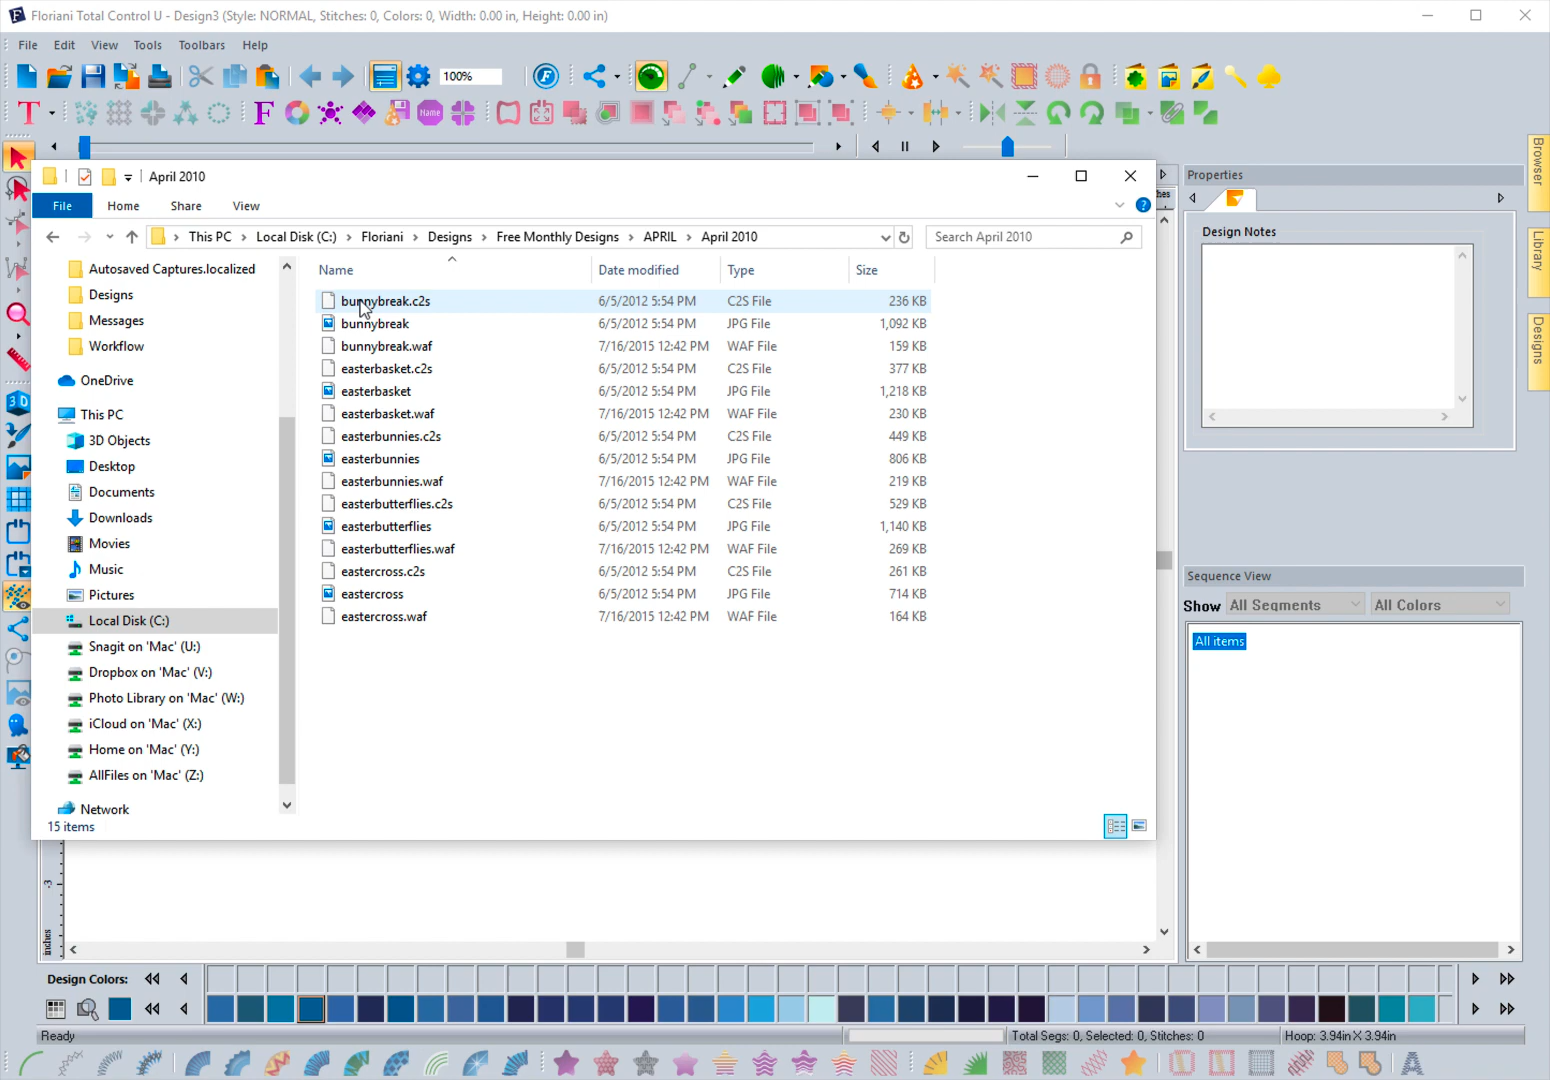 Floriani Total Control U - Design3 (Style: NORMAL, Stitches: 0, Colors: 0, Width: 0.00 in, Height: 0.00 in)
File Edit View Tools Toolbars Help
100%
Name
April 2010
File Home Share View
This PC > Local Disk (C:) > Floriani > Designs > Free Monthly Designs > APRIL > April 2010
Search April 2010
Name Date modified Type Size
bunnybreak.c2s 6/5/2012 5:54 PM C2S File 236 KB
bunnybreak 6/5/2012 5:54 PM JPG File 1,092 KB
bunnybreak.waf 7/16/2015 12:42 PM WAF File 159 KB
easterbasket.c2s 6/5/2012 5:54 PM C2S File 377 KB
easterbasket 6/5/2012 5:54 PM JPG File 1,218 KB
easterbasket.waf 7/16/2015 12:42 PM WAF File 230 KB
easterbunnies.c2s 6/5/2012 5:54 PM C2S File 449 KB
easterbunnies 6/5/2012 5:54 PM JPG File 806 KB
easterbunnies.waf 7/16/2015 12:42 PM WAF File 219 KB
easterbutterflies.c2s 6/5/2012 5:54 PM C2S File 529 KB
easterbutterflies 6/5/2012 5:54 PM JPG File 1,140 KB
easterbutterflies.waf 7/16/2015 12:42 PM WAF File 269 KB
eastercross.c2s 6/5/2012 5:54 PM C2S File 261 KB
eastercross 6/5/2012 5:54 PM JPG File 714 KB
eastercross.waf 7/16/2015 12:42 PM WAF File 164 KB
Autosaved Captures.localized
Designs
Messages
Workflow
OneDrive
This PC
3D Objects
Desktop
Documents
Downloads
Movies
Music
Pictures
Local Disk (C:)
Snagit on 'Mac' (U:)
Dropbox on 'Mac' (V:)
Photo Library on 'Mac' (W:)
iCloud on 'Mac' (X:)
Home on 'Mac' (Y:)
AllFiles on 'Mac' (Z:)
Network
15 items
3D
hes
Properties
Design Notes
Browser
Library
Designs
Sequence View
Show All Segments All Colors
All items
-3
inches
Design Colors:
Ready
Total Segs: 0, Selected: 0, Stitches: 0
Hoop: 3.94in X 3.94in